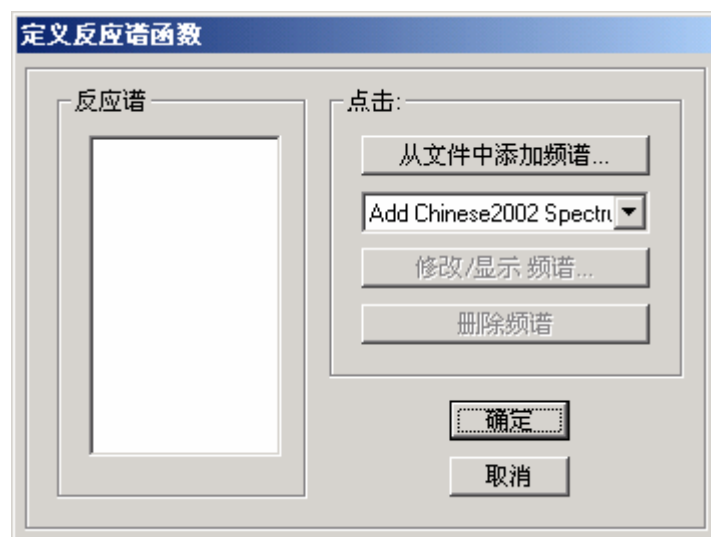 定义反应谱函数
反应谱
点击:
从文件中添加频谱...
Add Chinese2002 Spectru
修改/显示 频谱...
删除频谱
确定
取消